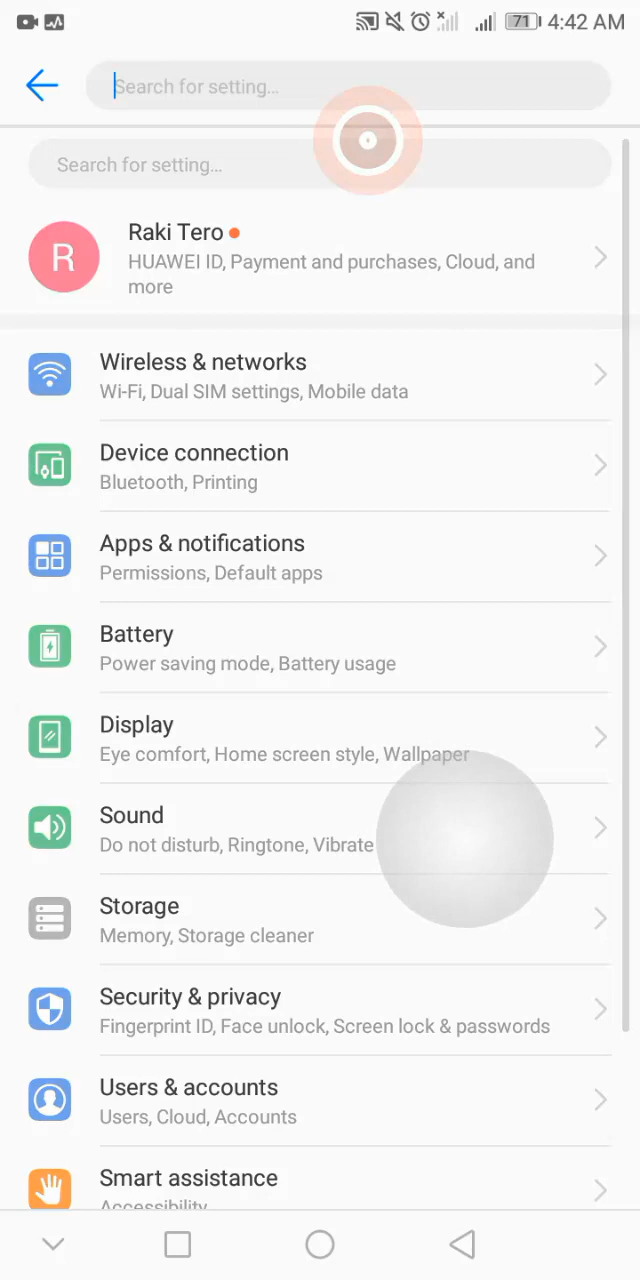 71 4:42 AM
Search for setting...
Search for setting...
Raki Tero
R
HUAWEI ID, Payment and purchases, Cloud, and
more
Wireless & networks
Wi-Fi, Dual SIM settings, Mobile data
Device connection
Bluetooth, Printing
Apps & notifications
Permissions, Default apps
Battery
Power saving mode, Battery usage
Display
Eye comfort, Home screen style, Wallpaper
Sound
Do not disturb, Ringtone, Vibrate
Storage
Memory, Storage cleaner
Security & privacy
Fingerprint ID, Face unlock, Screen lock & passwords
Users & accounts
Users, Cloud, Accounts
Smart assistance
Accessibility